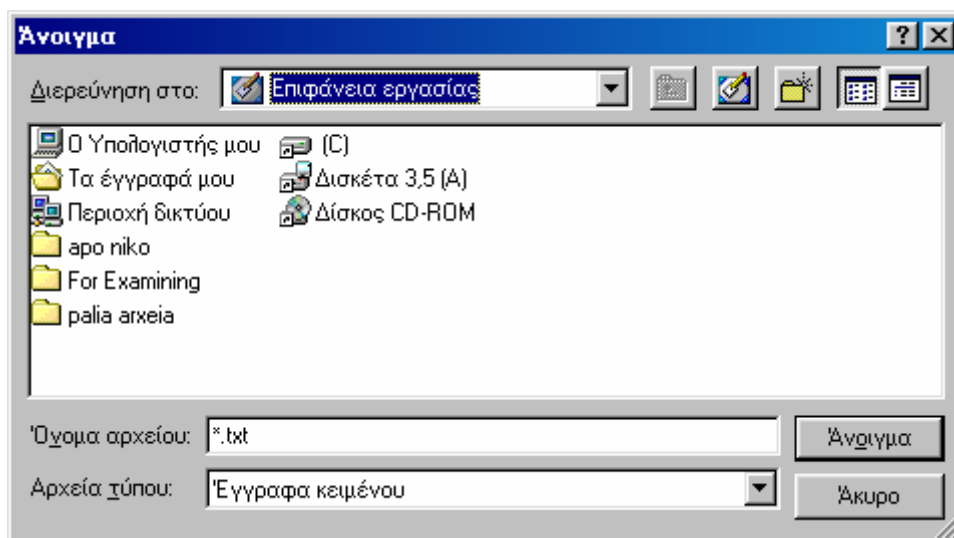 Άνοιγμα
Διερεύνηση στο: Επιφάνεια εργασίας
Ο Υπολογιστής μου (C)
Τα έγγραφά μου Δισκέτα 3,5 (A)
Περιοχή δικτύου Δίσκος CD-ROM
apo niko
For Examining
palia arxeia
Όνομα αρχείου: *.txt Άνοιγμα
Αρχεία τύπου: Έγγραφα κειμένου Άκυρο